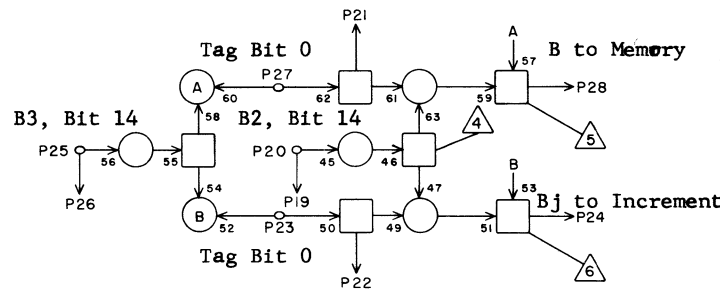 P21
Tag Bit 0
A
B to Memory
P27
57
A
60
62
61
59
P28
58
63
B3, Bit 14
B2, Bit 14
4
5
P25
56
55
P20
45
46
54
47
B
P26
P19
53
Bj to Increment
B
P23
P24
52
50
49
51
Tag Bit 0
6
P22